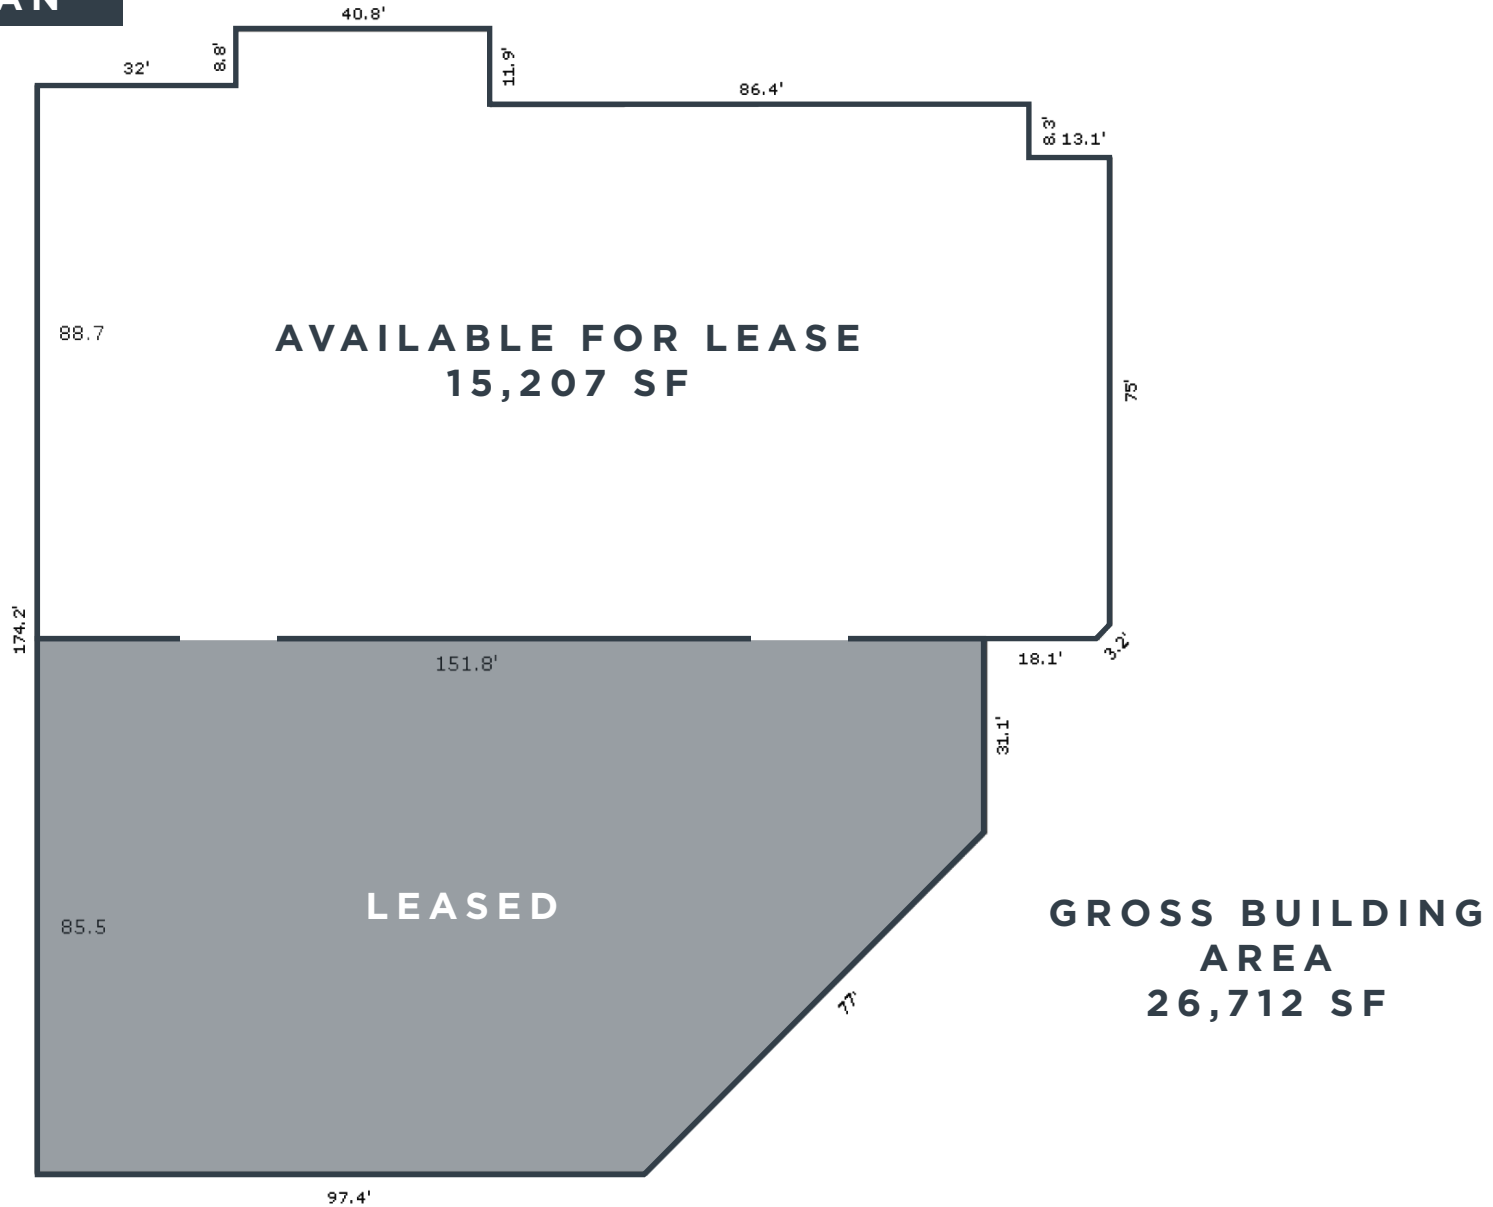 AN
40.8'
8.8'
11.9'
32'
86.4'
8.3'
13.1'
88.7
AVAILABLE FOR LEASE
15,207 SF
75'
174.2'
151.8'
18.1'
3.2'
31.1'
LEASED
85.5
GROSS BUILDING
AREA
26,712 SF
77'
97.4'